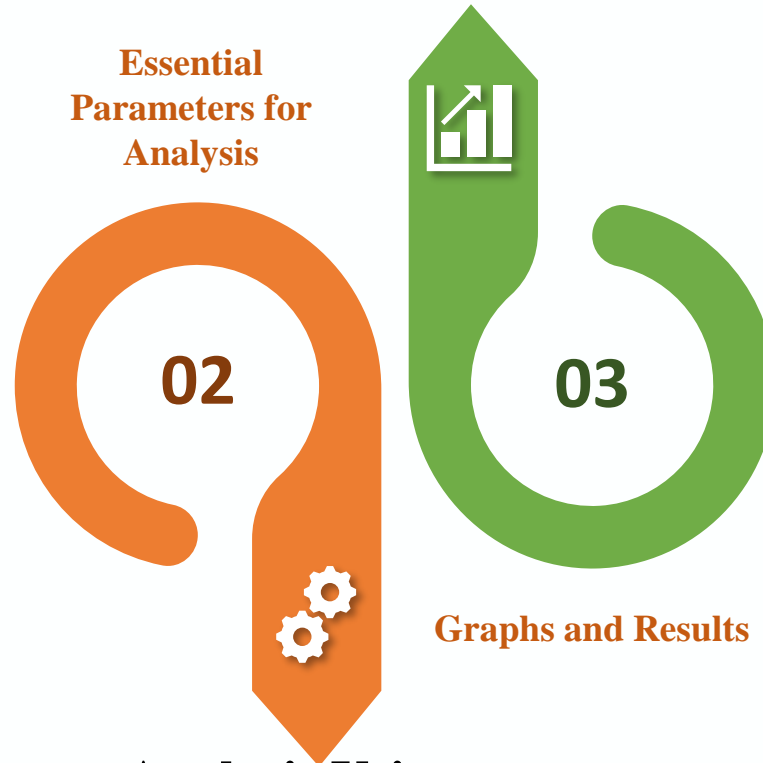 Essential
Parameters for
Analysis
02
03
Graphs and Results